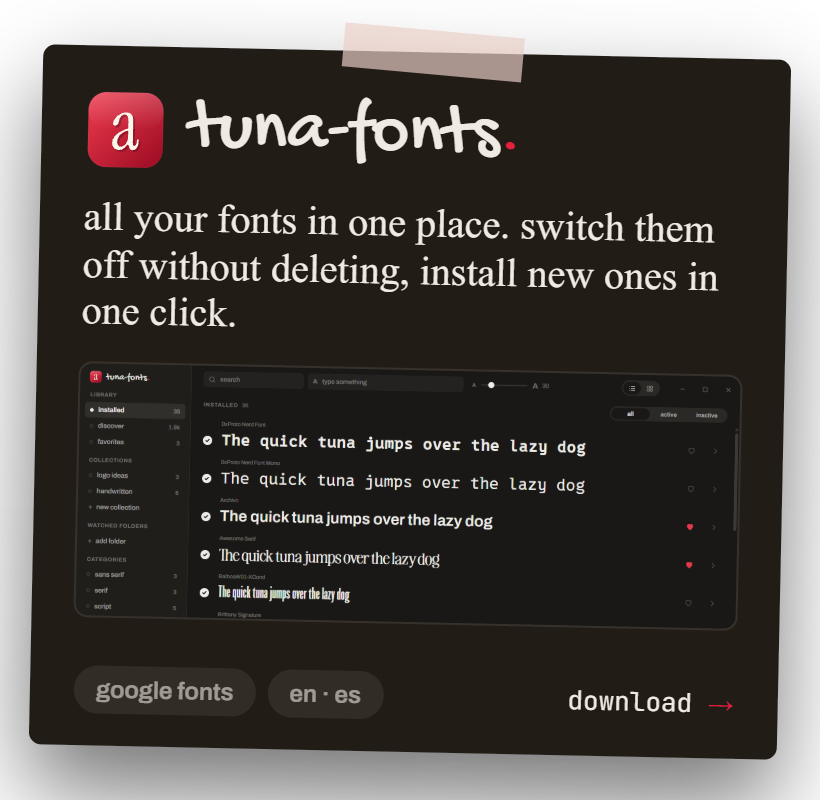 a tuna-fonts.
all your fonts in one place. switch them
off without deleting, install new ones in
one click.
a tuna-fonts.
search
A type something
A A 30
LIBRARY
installed 36
discover 1.9k
favorites 3
COLLECTIONS
logo ideas 3
handwritten 6
+ new collection
WATCHED FOLDERS
+ add folder
CATEGORIES
sans serif 3
serif 3
script 5
INSTALLED 36
all active inactive
0xProto Nerd Font
The quick tuna jumps over the lazy dog
0xProto Nerd Font Mono
The quick tuna jumps over the lazy dog
Archivo
The quick tuna jumps over the lazy dog
Awesome Serif
The quick tuna jumps over the lazy dog
The quick tuna jumps over the lazy dog
Brittany Signature
google fonts
en · es
download →